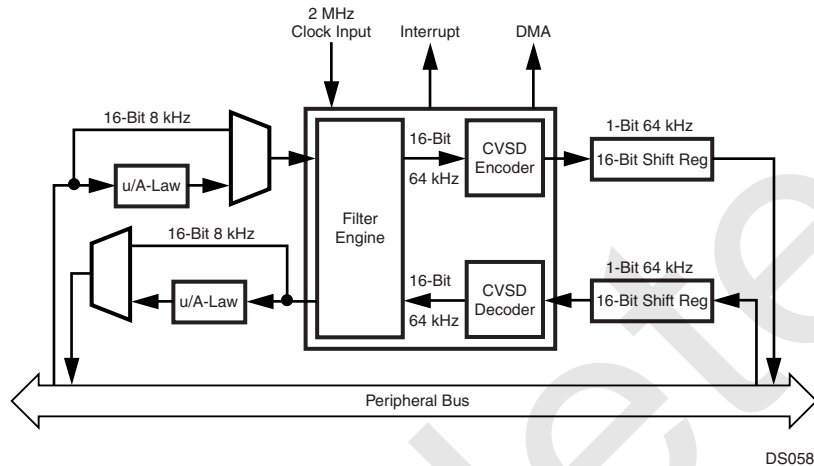 2 MHz
Clock Input
Interrupt
DMA
16-Bit 8 kHz
u/A-Law
16-Bit 8 kHz
u/A-Law
Filter
Engine
16-Bit
64 kHz
CVSD
Encoder
1-Bit 64 kHz
16-Bit Shift Reg
16-Bit
64 kHz
CVSD
Decoder
1-Bit 64 kHz
16-Bit Shift Reg
Peripheral Bus
DS058